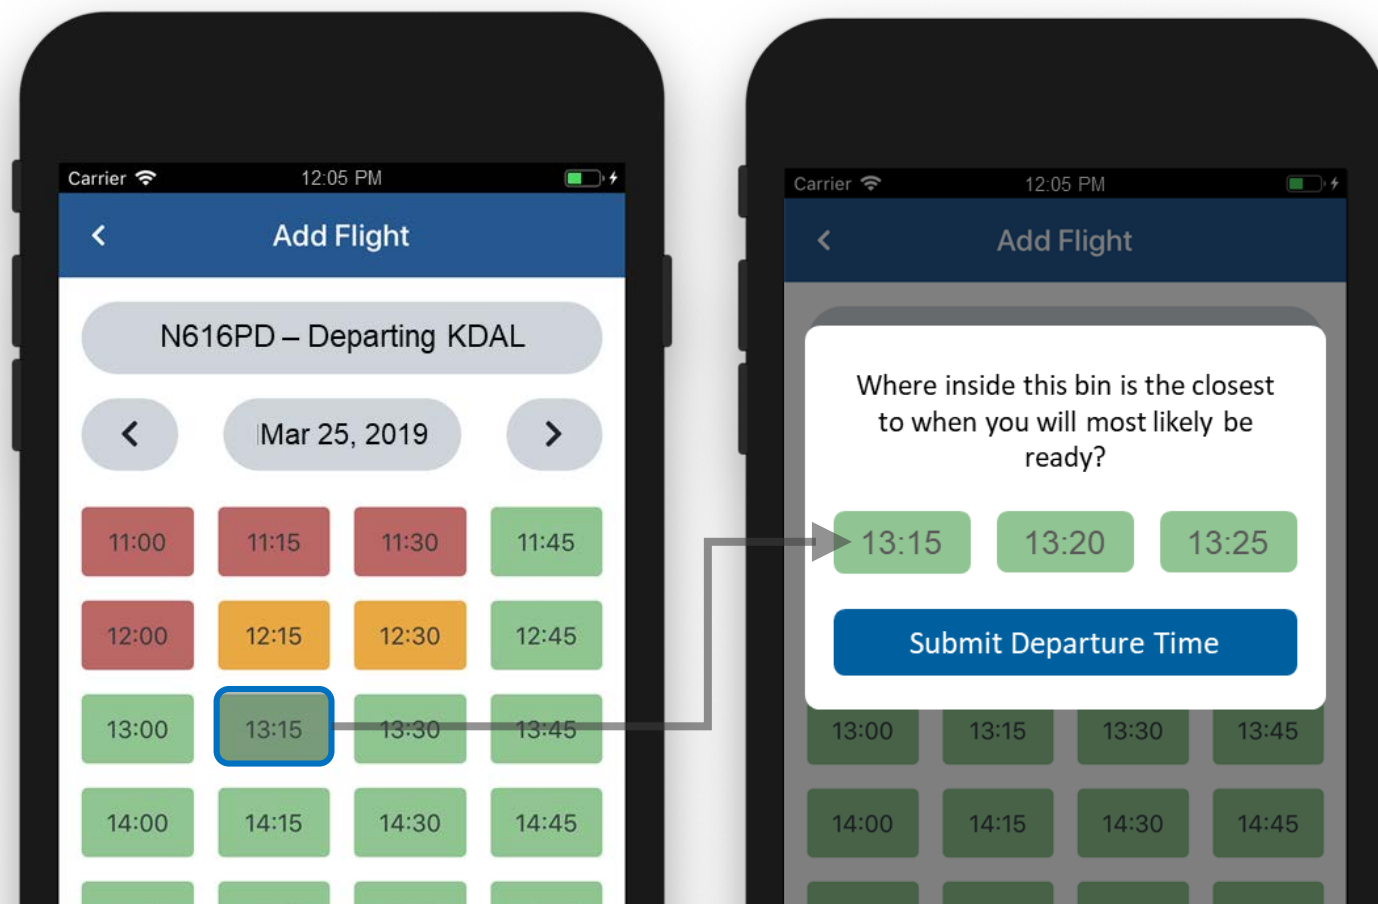 Carrier
12:05 PM
Add Flight
N616PD – Departing KDAL
Mar 25, 2019
11:00 11:15 11:30 11:45
12:00 12:15 12:30 12:45
13:00 13:15 13:30 13:45
14:00 14:15 14:30 14:45
Carrier
12:05 PM
Add Flight
Where inside this bin is the closest
to when you will most likely be
ready?
13:15 13:20 13:25
Submit Departure Time
13:00 13:15 13:30 13:45
14:00 14:15 14:30 14:45